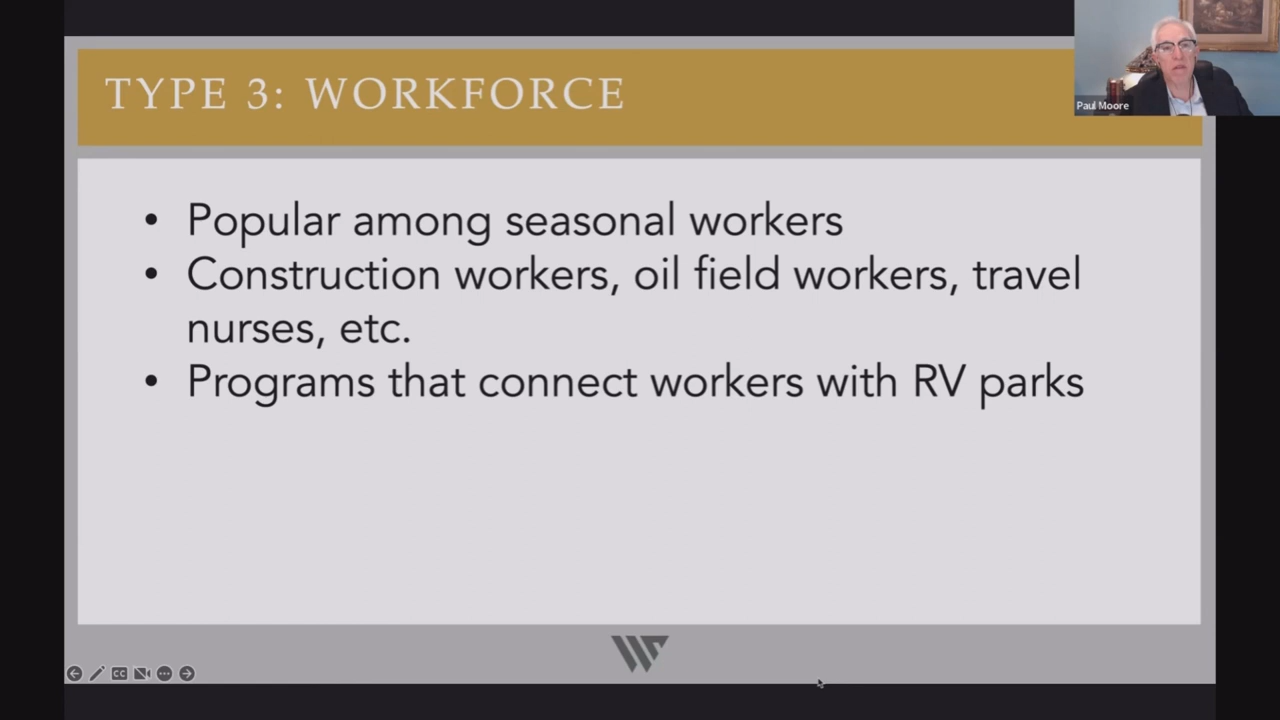 TYPE 3: WORKFORCE
Paul Moore
• Popular among seasonal workers
• Construction workers, oil field workers, travel
nurses, etc.
• Programs that connect workers with RV parks
CC